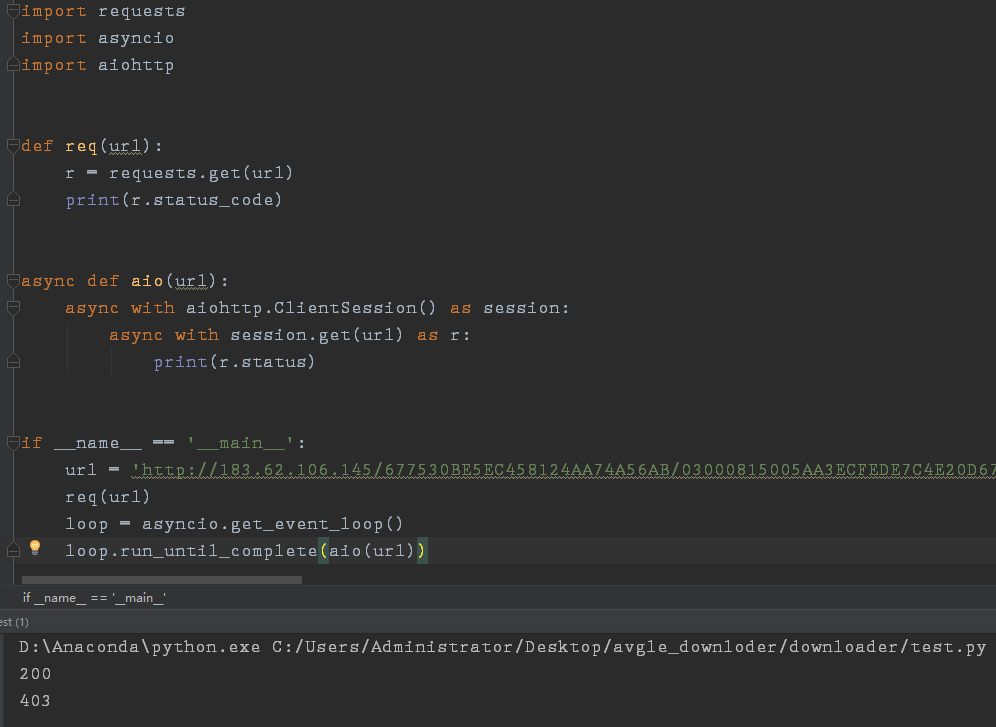 import requests
import asyncio
import aiohttp
def req(url):
r = requests.get(url)
print(r.status_code)
async def aio(url):
async with aiohttp.ClientSession() as session:
async with session.get(url) as r:
print(r.status)
if __name__ == '__main__':
url = 'http://183.62.106.145/677530BE5EC458124AA74A56AB/03000815005AA3ECFEDE7C4E20D67
req(url)
loop = asyncio.get_event_loop()
loop.run_until_complete(aio(url))
if __name__ == '__main__'
est (1)
D:\Anaconda\python.exe C:/Users/Administrator/Desktop/avgle_downloder/downloader/test.py
200
403